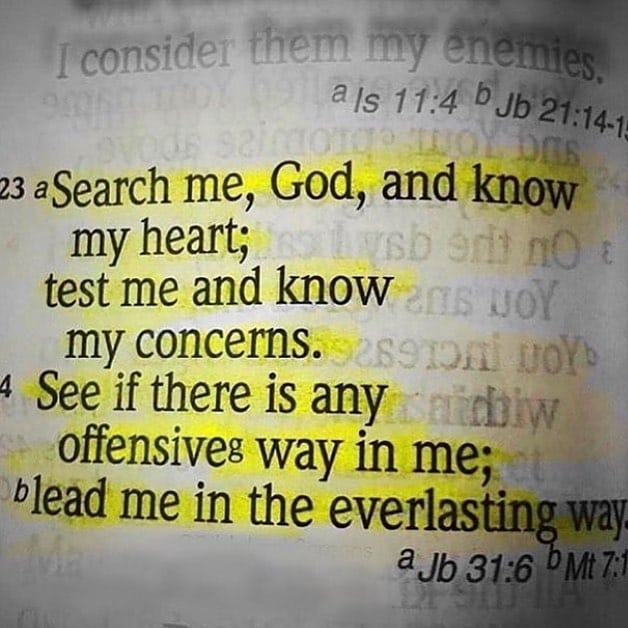 I consider them my enemies.
a Is 11:4 b Jb 21:14-1
23 a Search me, God, and know
my heart;
test me and know
my concerns.
4 See if there is any
offensive g way in me;
b lead me in the everlasting way.
a Jb 31:6 b Mt 7:1